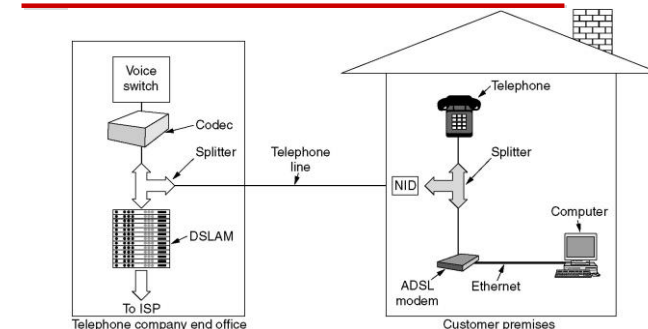 Voice
switch
Codec
Splitter
Telephone
line
DSLAM
To ISP
Telephone company end office
Telephone
Splitter
NID
Computer
ADSL
modem
Ethernet
Customer premises